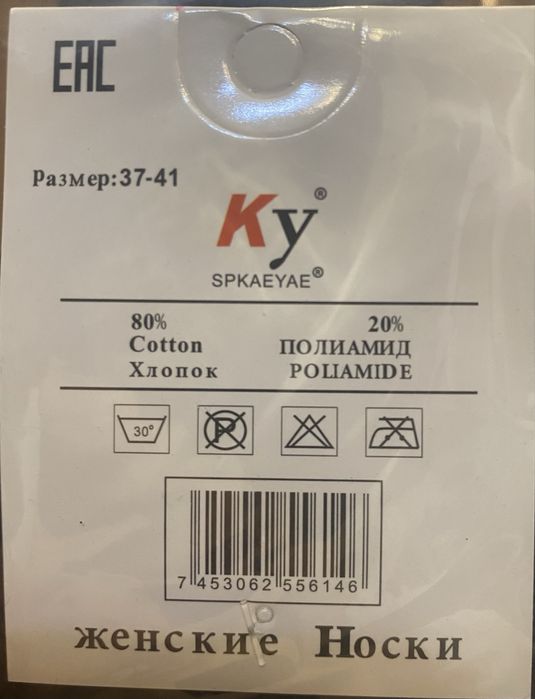 EAC
Размер:37-41
Ky®
SPKAEYAE®
80% 20%
Cotton ПОЛИАМИД
Хлопок POLIAMIDE
30° P
7 453062 556146
женские Носки